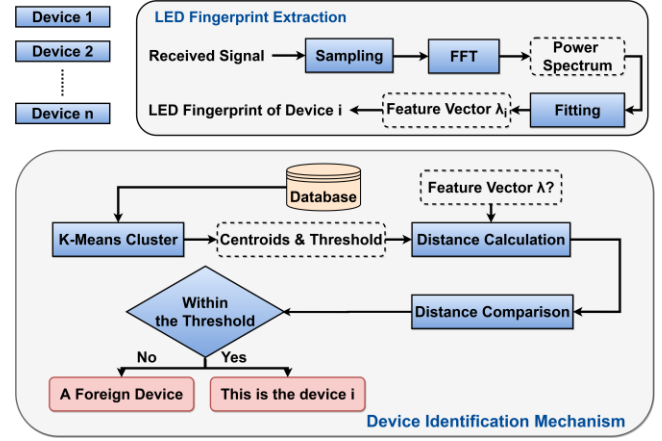 Device 1
Device 2
Device n
LED Fingerprint Extraction
Received Signal
Sampling
FFT
Power
Spectrum
LED Fingerprint of Device i
Feature Vector λi
Fitting
Database
Feature Vector λ?
K-Means Cluster
Centroids & Threshold
Distance Calculation
Within
the Threshold
Distance Comparison
No
Yes
A Foreign Device
This is the device i
Device Identification Mechanism